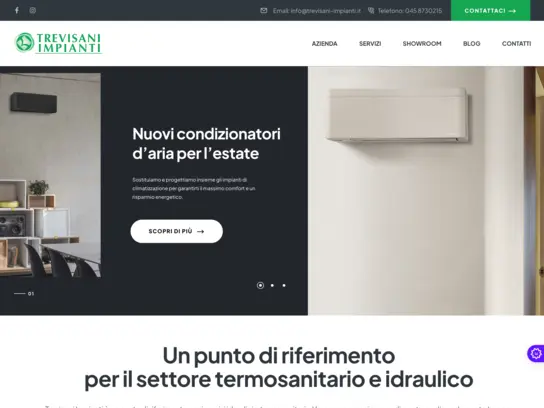 Email: info@trevisani-impianti.it
Telefono: 045 8730215
CONTATTACI
TREVISANI
IMPIANTI
AZIENDA
SERVIZI
SHOWROOM
BLOG
CONTATTI
Nuovi condizionatori
d’aria per l’estate
Sostituiamo e progettiamo insieme gli impianti di
climatizzazione per garantirti il massimo comfort e un
risparmio energetico.
SCOPRI DI PIÙ
01
Un punto di riferimento
per il settore termosanitario e idraulico